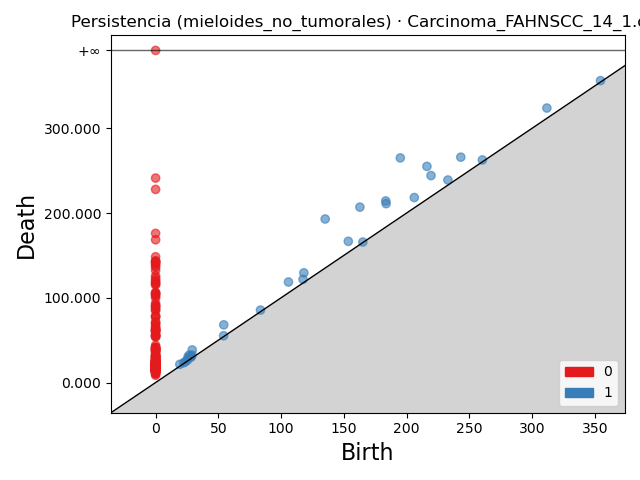 Persistencia (mieloides_no_tumorales) · Carcinoma_FAHNSCC_14_1.
+∞
300.000
200.000
100.000
0.000
Death
0
1
0 50 100 150 200 250 300 350
Birth